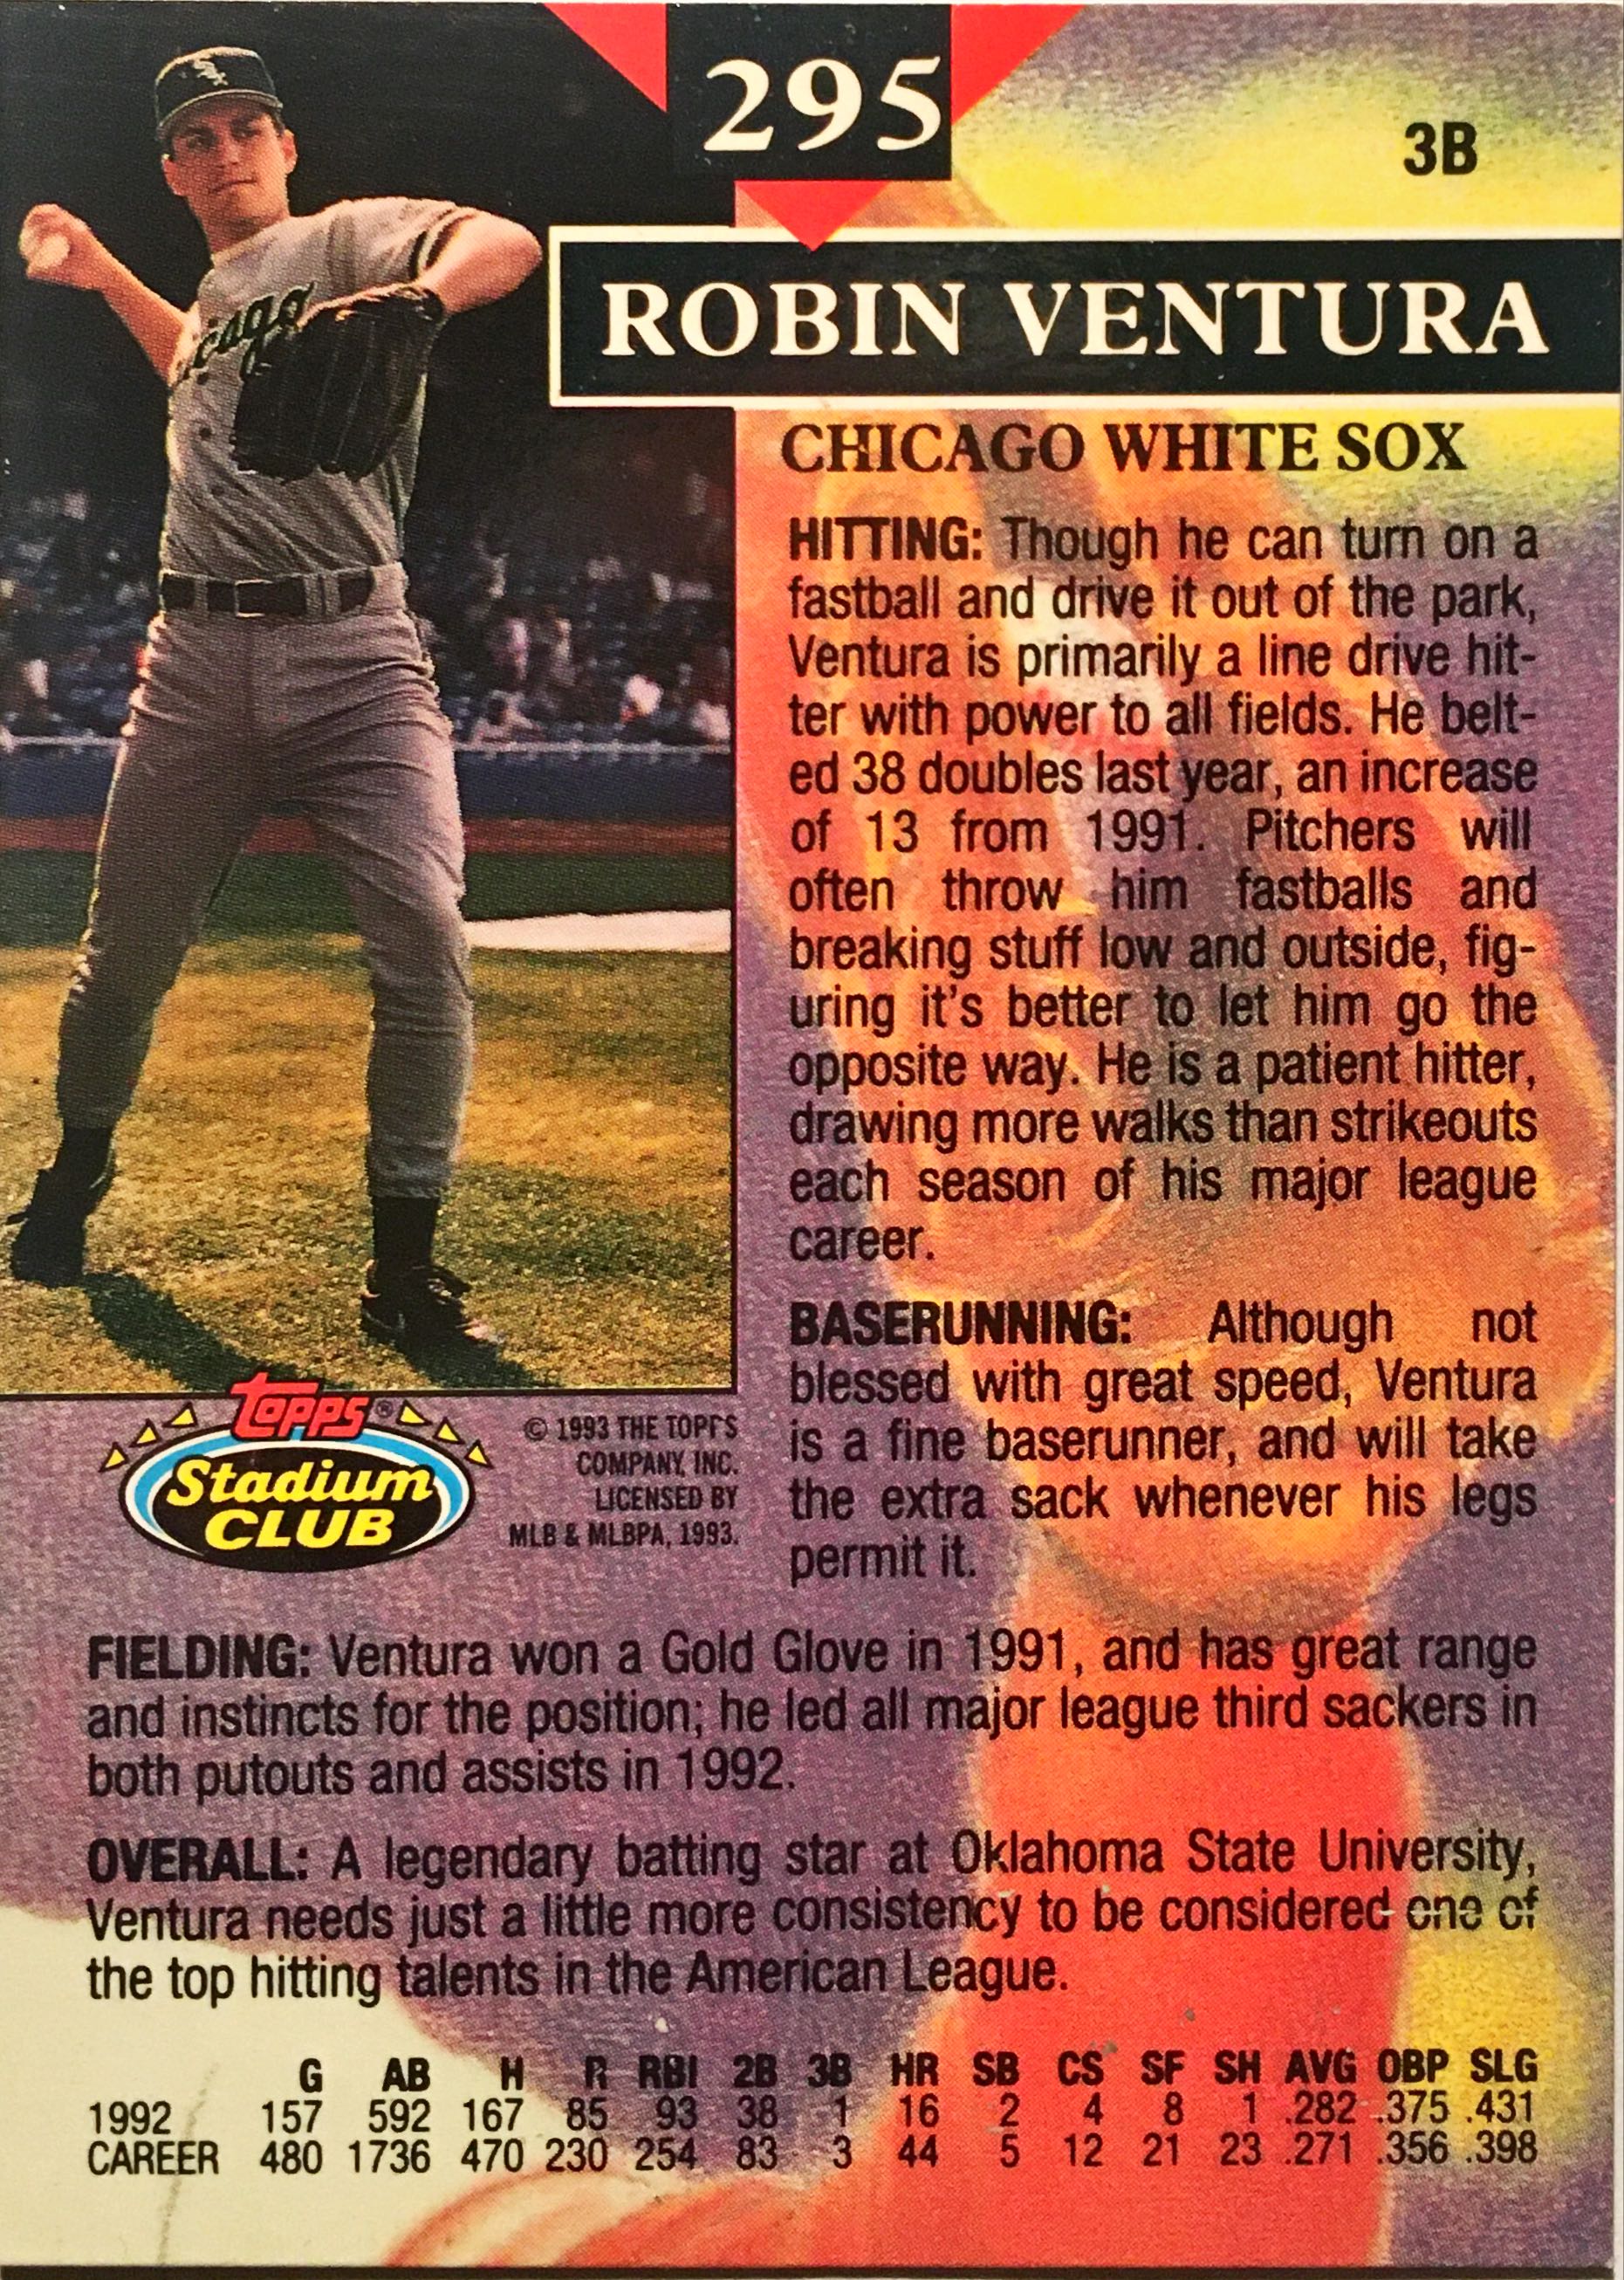 295
3B
ROBIN VENTURA
CHICAGO WHITE SOX
HITTING: Though he can turn on a
fastball and drive it out of the park,
Ventura is primarily a line drive hit-
ter with power to all fields. He belt-
ed 38 doubles last year, an increase
of 13 from 1991. Pitchers will
often throw him fastballs and
breaking stuff low and outside, fig-
uring it's better to let him go the
opposite way. He is a patient hitter,
drawing more walks than strikeouts
each season of his major league
career.
BASERUNNING: Although not
blessed with great speed, Ventura
is a fine baserunner, and will take
the extra sack whenever his legs
permit it.
icago
TOPPS®
Stadium
CLUB
© 1993 THE TOPPS
COMPANY, INC.
LICENSED BY
MLB & MLBPA, 1993.
FIELDING: Ventura won a Gold Glove in 1991, and has great range
and instincts for the position; he led all major league third sackers in
both putouts and assists in 1992.
OVERALL: A legendary batting star at Oklahoma State University,
Ventura needs just a little more consistency to be considered one of
the top hitting talents in the American League.
G AB H R RBI 2B 3B HR SB CS SF SH AVG OBP SLG
1992 157 592 167 85 93 38 1 16 2 4 8 1 .282 .375 .431
CAREER 480 1736 470 230 254 83 3 44 5 12 21 23 .271 .356 .398